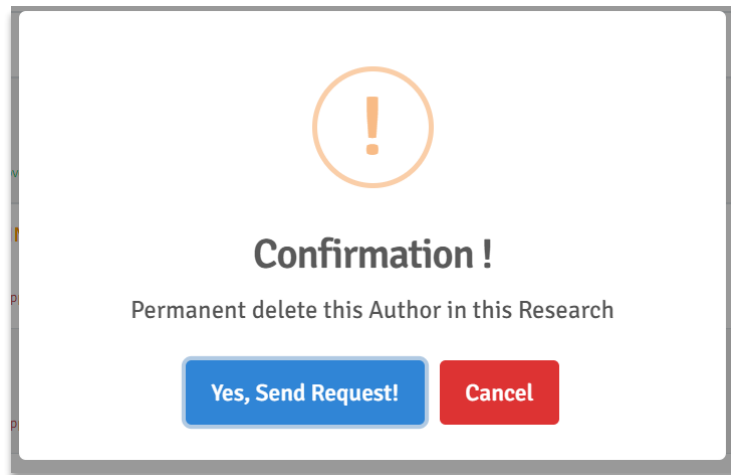 !
Confirmation !
Permanent delete this Author in this Research
Yes, Send Request!
Cancel